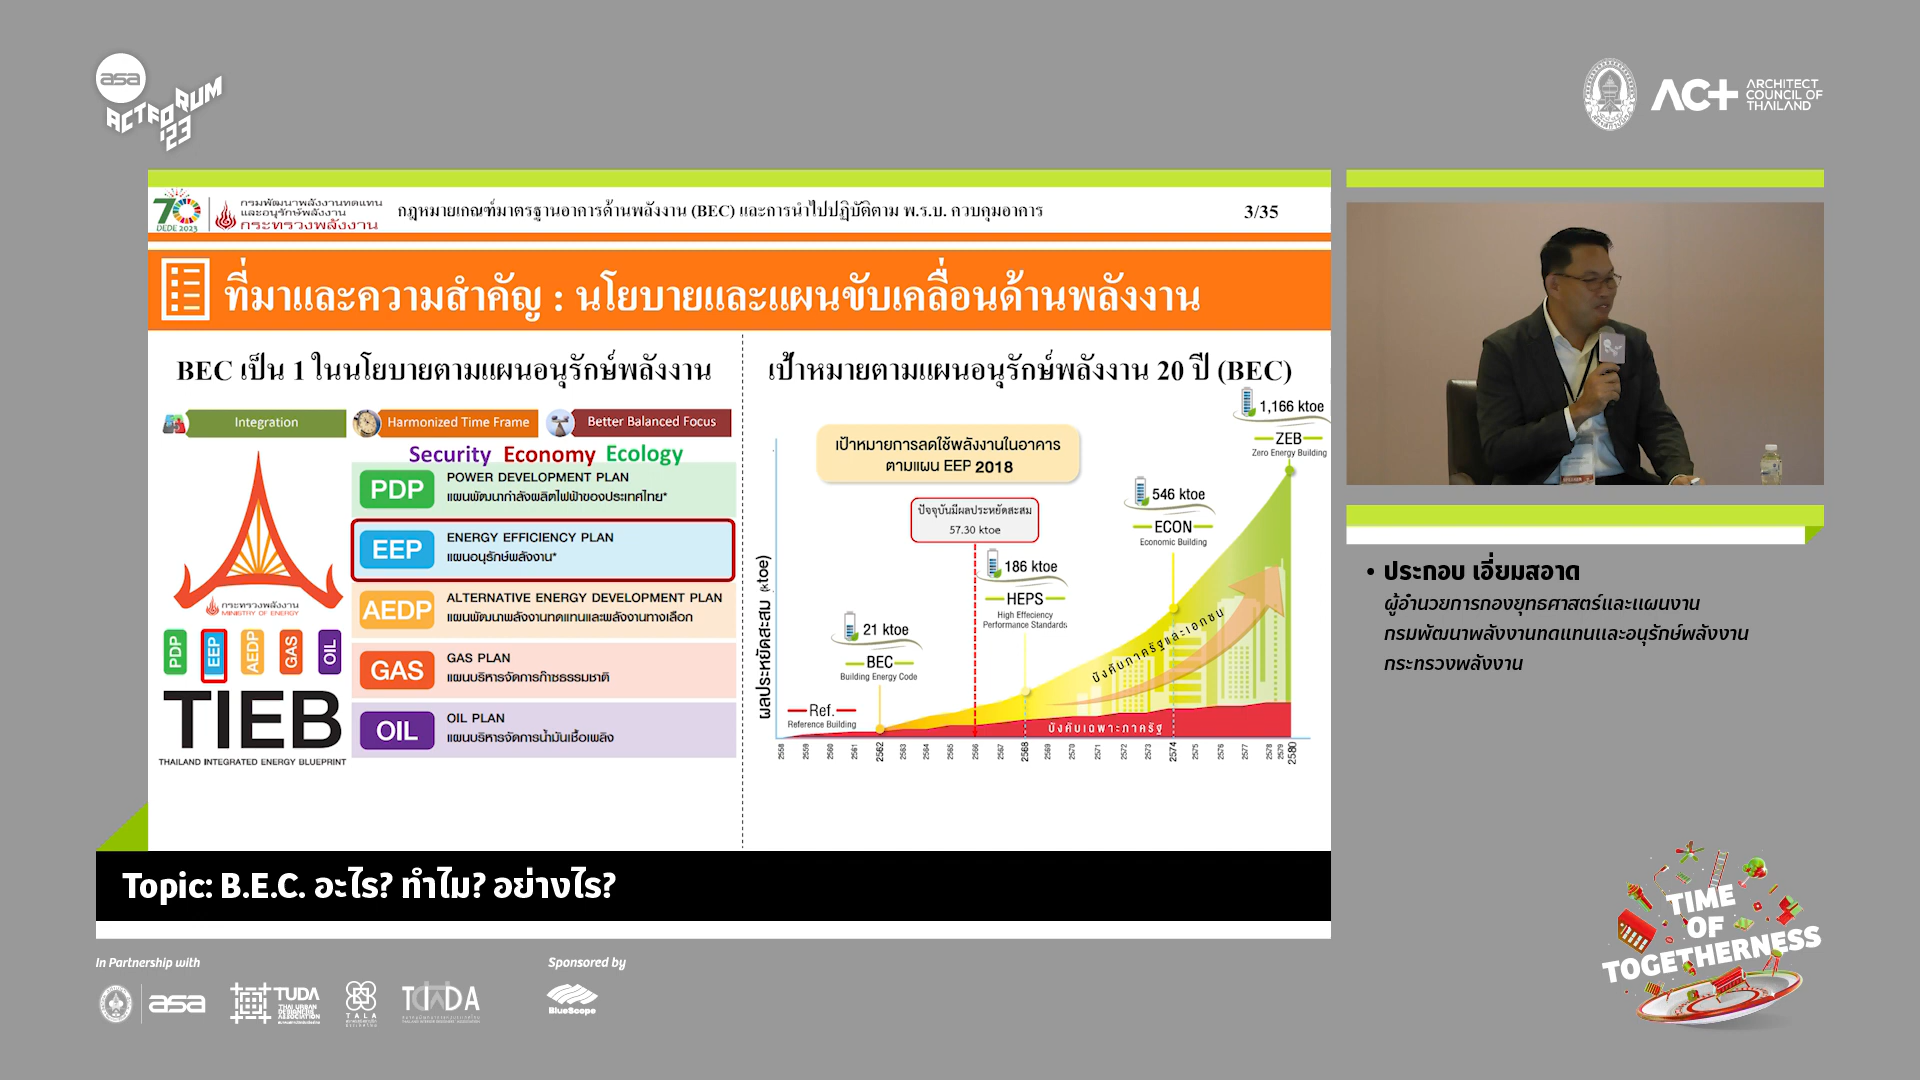 asa
ACTFORUM
'23
ARCHITECT
COUNCIL OF
THAILAND
ACT
70
DEDE 2023
กรมพัฒนาพลังงานทดแทน
และอนุรักษ์พลังงาน
กระทรวงพลังงาน
กฎหมายเกณฑ์มาตรฐานอาคารด้านพลังงาน (BEC) และการนำไปปฏิบัติตาม พ.ร.บ. ควบคุมอาคาร
3/35
ที่มาและความสำคัญ : นโยบายและแผนขับเคลื่อนด้านพลังงาน
BEC เป็น 1 ในนโยบายตามแผนอนุรักษ์พลังงาน
Integration
Harmonized Time Frame
Better Balanced Focus
Security Economy Ecology
PDP
POWER DEVELOPMENT PLAN
แผนพัฒนากำลังผลิตไฟฟ้าของประเทศไทย*
EEP
ENERGY EFFICIENCY PLAN
แผนอนุรักษ์พลังงาน*
AEDP
ALTERNATIVE ENERGY DEVELOPMENT PLAN
แผนพัฒนาพลังงานทดแทนและพลังงานทางเลือก
GAS
GAS PLAN
แผนบริหารจัดการก๊าซธรรมชาติ
OIL
OIL PLAN
แผนบริหารจัดการน้ำมันเชื้อเพลิง
กระทรวงพลังงาน
MINISTRY OF ENERGY
PDP EEP AEDP GAS OIL
TIEB
THAILAND INTEGRATED ENERGY BLUEPRINT
เป้าหมายตามแผนอนุรักษ์พลังงาน 20 ปี (BEC)
เป้าหมายการลดใช้พลังงานในอาคาร
ตามแผน EEP 2018
ปัจจุบันมีผลประหยัดสะสม
57.30 ktoe
1,166 ktoe
ZEB
Zero Energy Building
546 ktoe
ECON
Economic Building
186 ktoe
HEPS
High Effeciency
Performance Standards
21 ktoe
BEC
Building Energy Code
Ref.
Reference Building
ผลประหยัดสะสม (ktoe)
บังคับภาครัฐและเอกชน
บังคับเฉพาะภาครัฐ
2558 2559 2560 2561 2562 2563 2564 2565 2566 2567 2568 2569 2570 2571 2572 2573 2574 2575 2576 2577 2578 2579 2580
• ประกอบ เอี่ยมสอาด
ผู้อำนวยการกองยุทธศาสตร์และแผนงาน
กรมพัฒนาพลังงานทดแทนและอนุรักษ์พลังงาน
กระทรวงพลังงาน
Topic: B.E.C. อะไร? ทำไม? อย่างไร?
TIME
OF
TOGETHERNESS
In Partnership with
asa
TUDA
THAI URBAN
DESIGNERS
ASSOCIATION
TALA
TIDA
Sponsored by
BlueScope